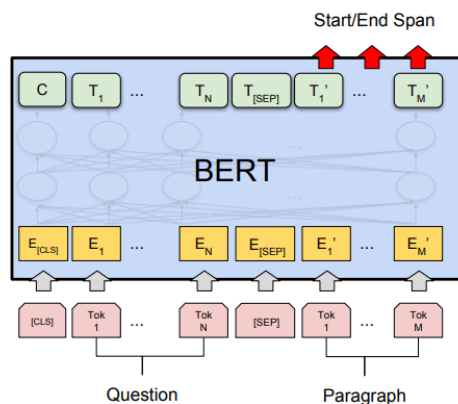 Start/End Span
C T1 ... TN T[SEP] T1' ... TM'
...
BERT
...
E[CLS] E1 ... EN E[SEP] E1' ... EM'
[CLS] Tok 1 ... Tok N [SEP] Tok 1 ... Tok M
Question Paragraph